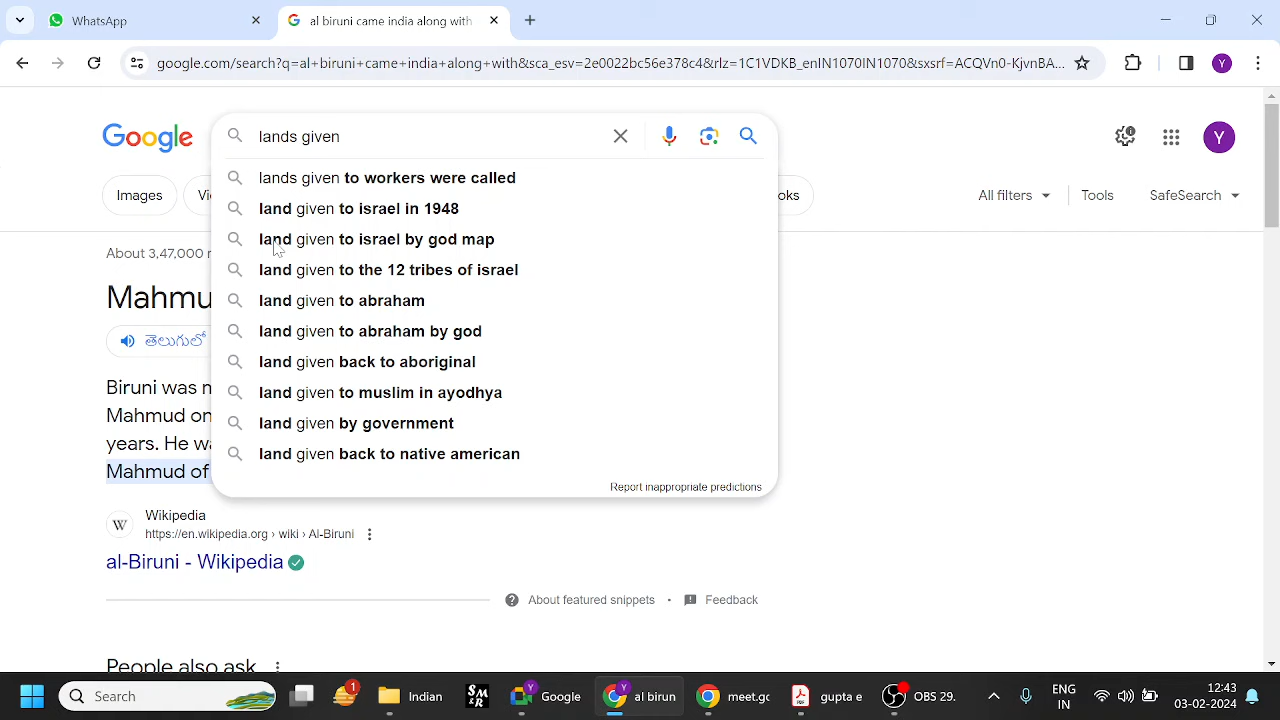 WhatsApp
al biruni came india along with
google.com/search?q=al+biruni+came+india+along+with&sca_esv=2e0022bc56e378c4&rlz=1C1VDKB_enIN1070IN1070&sxsrf=ACQVn0-KjvnBA...
Y
Google
lands given
Y
lands given to workers were called
land given to israel in 1948
land given to israel by god map
land given to the 12 tribes of israel
land given to abraham
land given to abraham by god
land given back to aboriginal
land given to muslim in ayodhya
land given by government
land given back to native american
Report inappropriate predictions
Images
All filters
Tools
SafeSearch
About 3,47,000
తెలుగులో
Biruni was
Mahmud on
years. He
Mahmud of
W
Wikipedia
https://en.wikipedia.org › wiki › Al-Biruni
al-Biruni - Wikipedia
About featured snippets
Feedback
People also ask
Search
1
Indian
SMR
Y
Google
Y
al birun
meet.gc
gupta e
OBS 29
ENG
IN
12:43
03-02-2024